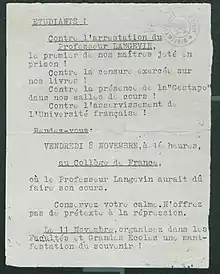 ETUDIANTS !
Contre l'arrestation du
Professeur LANGEVIN,
le premier de nos maîtres jeté en
prison !
Contre la censure exercée sur
nos livres !
Contre la présence de la Gestapo
dans nos salles de cours !
Contre l'asservissement de
l'Université française !
Rendez-vous:
VENDREDI 8 NOVEMBRE, à 16 heures,
au Collège de France,
où le Professeur Langevin aurait dû
faire son cours.
Conservez votre calme. N'offrez
pas de prétexte à la répression.
Le 11 Novembre, organisez dans les
Facultés et Grandes Ecoles une mani-
festation du souvenir !